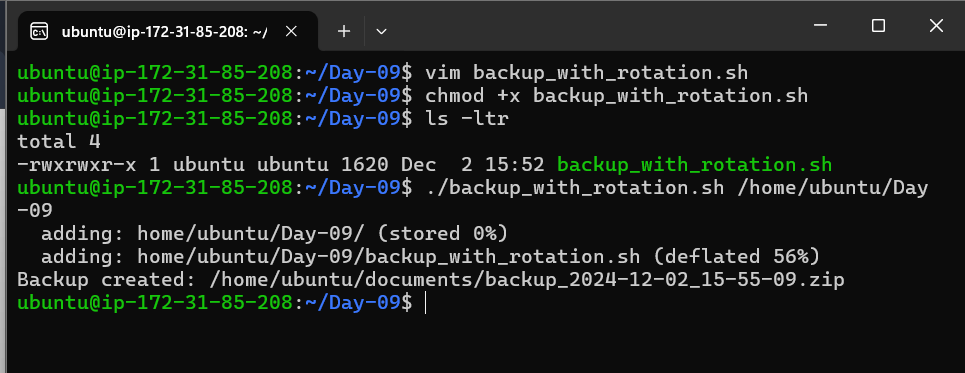 ubuntu@ip-172-31-85-208: ~/
ubuntu@ip-172-31-85-208:~/Day-09$ vim backup_with_rotation.sh
ubuntu@ip-172-31-85-208:~/Day-09$ chmod +x backup_with_rotation.sh
ubuntu@ip-172-31-85-208:~/Day-09$ ls -ltr
total 4
-rwxrwxr-x 1 ubuntu ubuntu 1620 Dec  2 15:52 backup_with_rotation.sh
ubuntu@ip-172-31-85-208:~/Day-09$ ./backup_with_rotation.sh /home/ubuntu/Day
-09
  adding: home/ubuntu/Day-09/ (stored 0%)
  adding: home/ubuntu/Day-09/backup_with_rotation.sh (deflated 56%)
Backup created: /home/ubuntu/documents/backup_2024-12-02_15-55-09.zip
ubuntu@ip-172-31-85-208:~/Day-09$